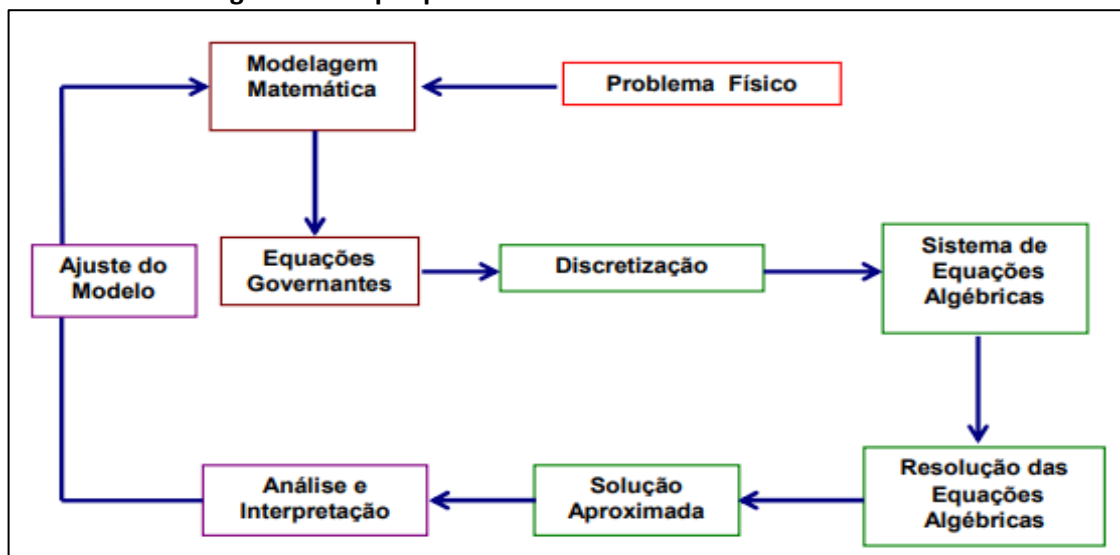 Modelagem
Matemática
Problema Físico
Equações
Governantes
Discretização
Sistema de
Equações
Algébricas
Ajuste do
Modelo
Análise e
Interpretação
Solução
Aproximada
Resolução das
Equações
Algébricas